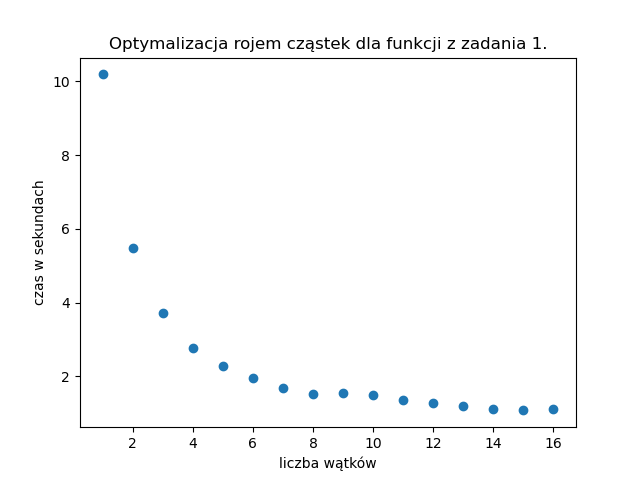 Optymalizacja rojem cząstek dla funkcji z zadania 1.
10
8
6
4
2
czas w sekundach
2 4 6 8 10 12 14 16
liczba wątków